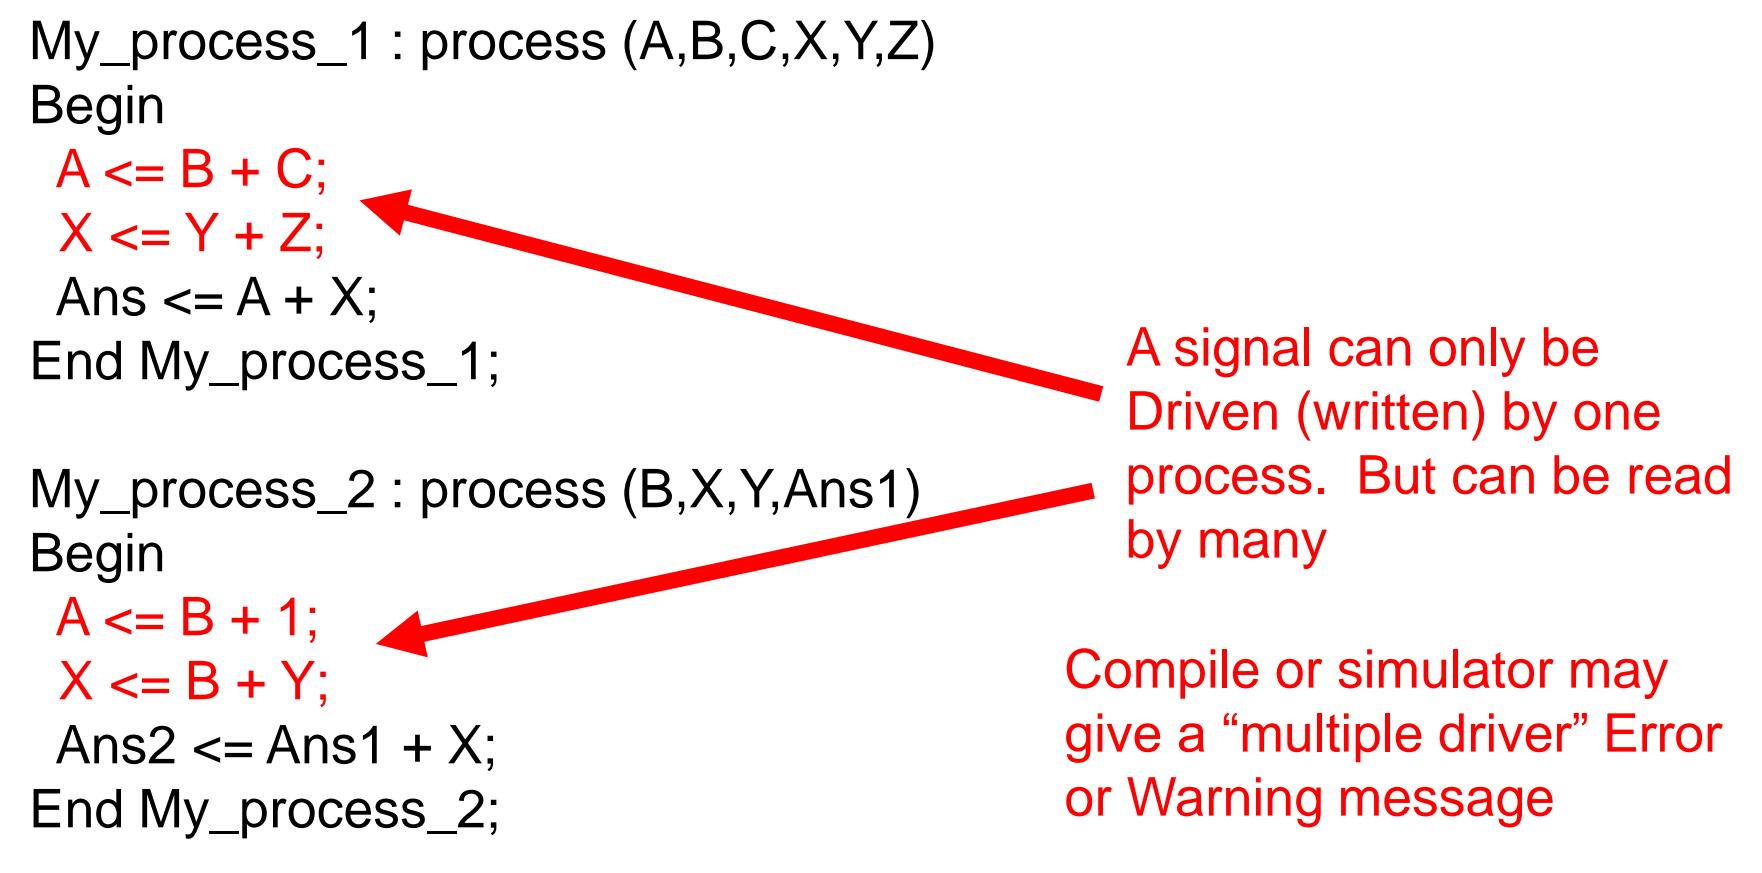 My_process_1 : process (A,B,C,X,Y,Z)
Begin
A <= B + C;
X <= Y + Z;
Ans <= A + X;
End My_process_1;
My_process_2 : process (B,X,Y,Ans1)
Begin
A <= B + 1;
X <= B + Y;
Ans2 <= Ans1 + X;
End My_process_2;
A signal can only be
Driven (written) by one
process.  But can be read
by many
Compile or simulator may
give a “multiple driver” Error
or Warning message